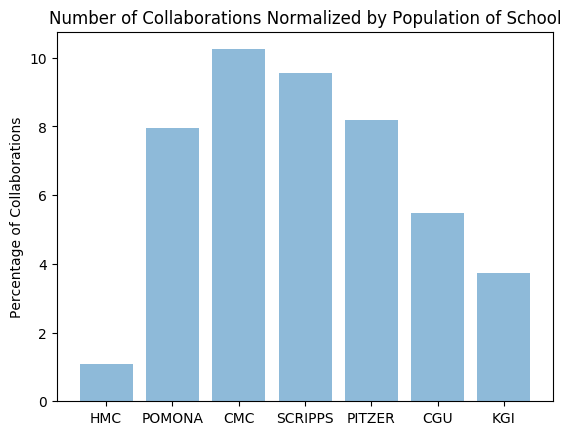 Number of Collaborations Normalized by Population of School
Percentage of Collaborations
10
8
6
4
2
0
HMC POMONA CMC SCRIPPS PITZER CGU KGI